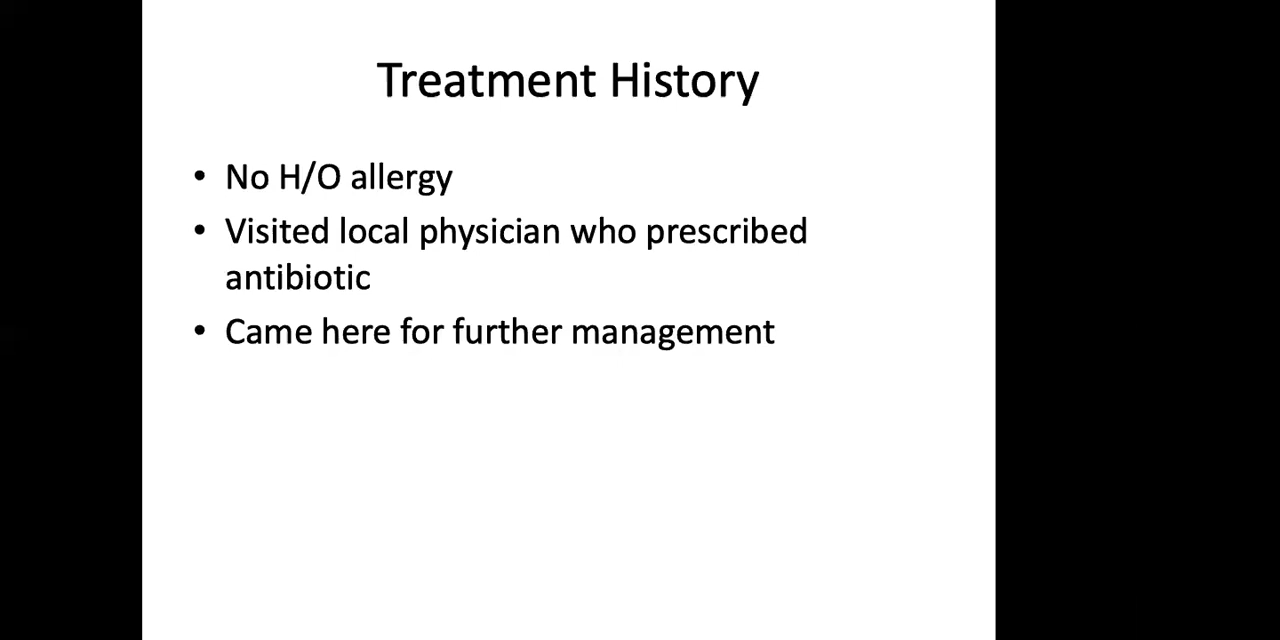 Treatment History
• No H/O allergy
• Visited local physician who prescribed
antibiotic
• Came here for further management